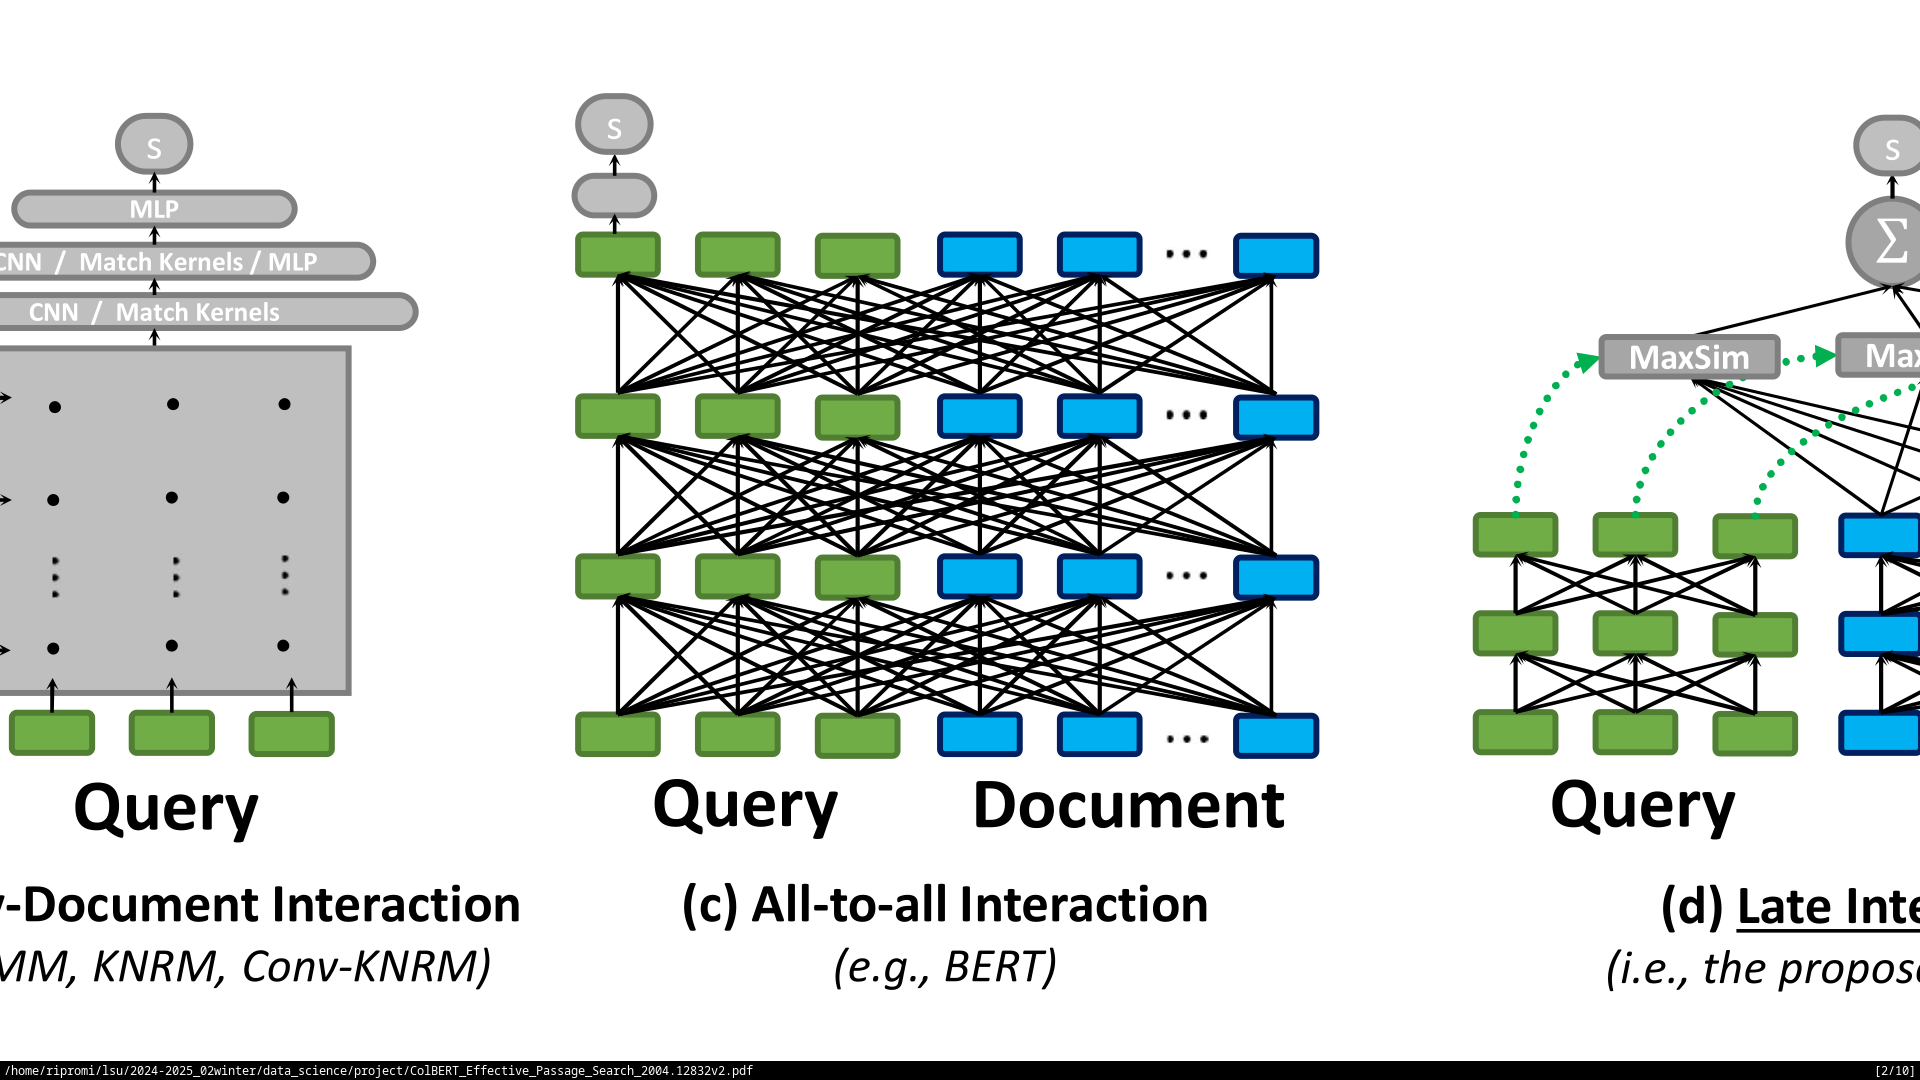 s
MLP
CNN / Match Kernels / MLP
CNN / Match Kernels
Query
-Document Interaction
MM, KNRM, Conv-KNRM)
s
Query Document
(c) All-to-all Interaction
(e.g., BERT)
s
Σ
MaxSim
Max
Query
(d) Late Inte
(i.e., the propos
/home/ripromi/lsu/2024-2025_02winter/data_science/project/ColBERT_Effective_Passage_Search_2004.12832v2.pdf
[2/10]